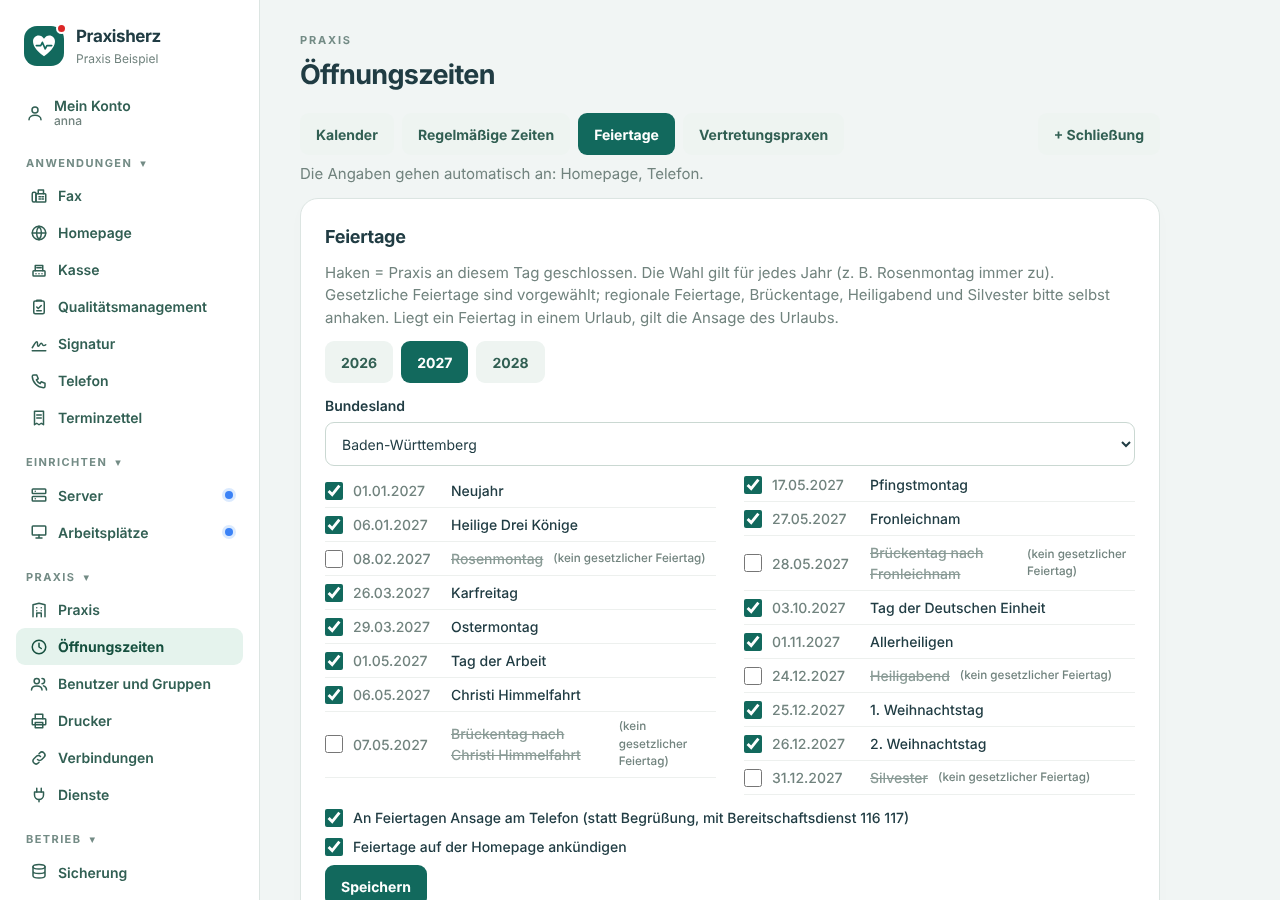 Praxisherz
Praxis Beispiel
Mein Konto
anna
ANWENDUNGEN ▾
Fax
Homepage
Kasse
Qualitätsmanagement
Signatur
Telefon
Terminzettel
EINRICHTEN ▾
Server
Arbeitsplätze
PRAXIS ▾
Praxis
Öffnungszeiten
Benutzer und Gruppen
Drucker
Verbindungen
Dienste
BETRIEB ▾
Sicherung
PRAXIS
Öffnungszeiten
Kalender Regelmäßige Zeiten Feiertage Vertretungspraxen + Schließung
Die Angaben gehen automatisch an: Homepage, Telefon.
Feiertage
Haken = Praxis an diesem Tag geschlossen. Die Wahl gilt für jedes Jahr (z. B. Rosenmontag immer zu).
Gesetzliche Feiertage sind vorgewählt; regionale Feiertage, Brückentage, Heiligabend und Silvester bitte selbst
anhaken. Liegt ein Feiertag in einem Urlaub, gilt die Ansage des Urlaubs.
2026 2027 2028
Bundesland
Baden-Württemberg
01.01.2027 Neujahr
06.01.2027 Heilige Drei Könige
08.02.2027 Rosenmontag (kein gesetzlicher Feiertag)
26.03.2027 Karfreitag
29.03.2027 Ostermontag
01.05.2027 Tag der Arbeit
06.05.2027 Christi Himmelfahrt
07.05.2027 Brückentag nach Christi Himmelfahrt (kein gesetzlicher Feiertag)
17.05.2027 Pfingstmontag
27.05.2027 Fronleichnam
28.05.2027 Brückentag nach Fronleichnam (kein gesetzlicher Feiertag)
03.10.2027 Tag der Deutschen Einheit
01.11.2027 Allerheiligen
24.12.2027 Heiligabend (kein gesetzlicher Feiertag)
25.12.2027 1. Weihnachtstag
26.12.2027 2. Weihnachtstag
31.12.2027 Silvester (kein gesetzlicher Feiertag)
An Feiertagen Ansage am Telefon (statt Begrüßung, mit Bereitschaftsdienst 116 117)
Feiertage auf der Homepage ankündigen
Speichern